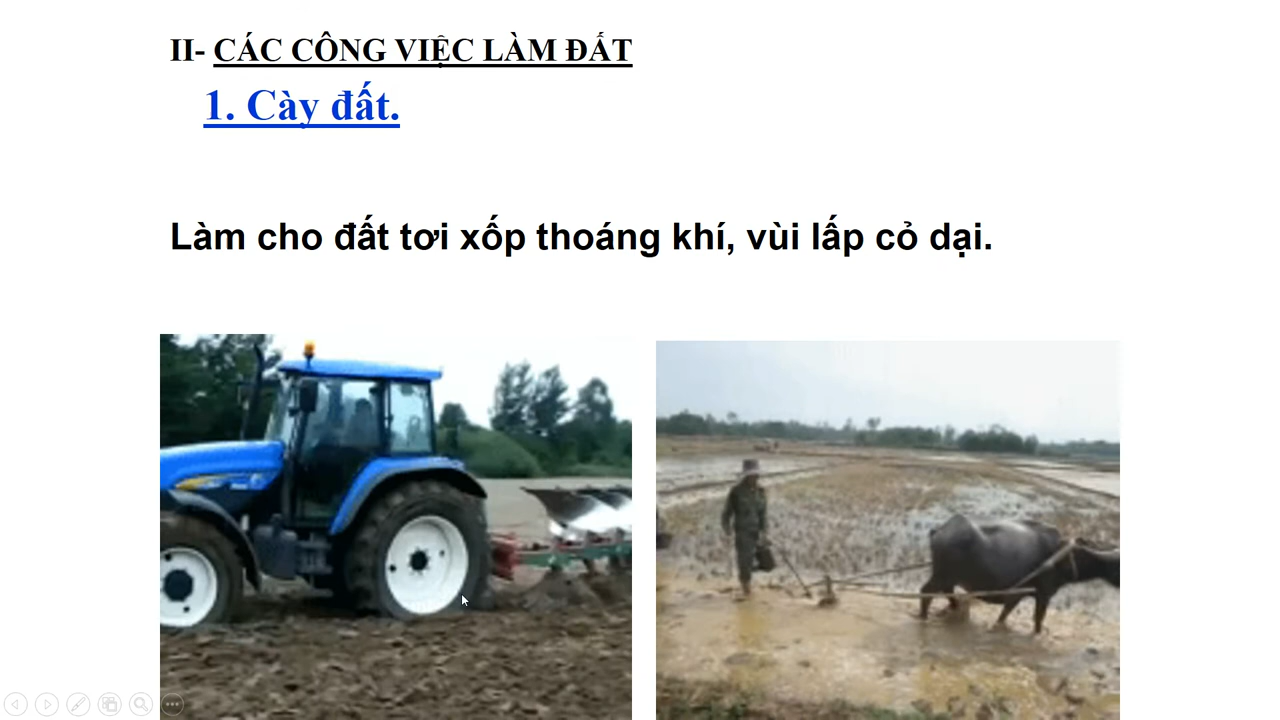 II- CÁC CÔNG VIỆC LÀM ĐẤT
1. Cày đất.
Làm cho đất tơi xốp thoáng khí, vùi lấp cỏ dại.